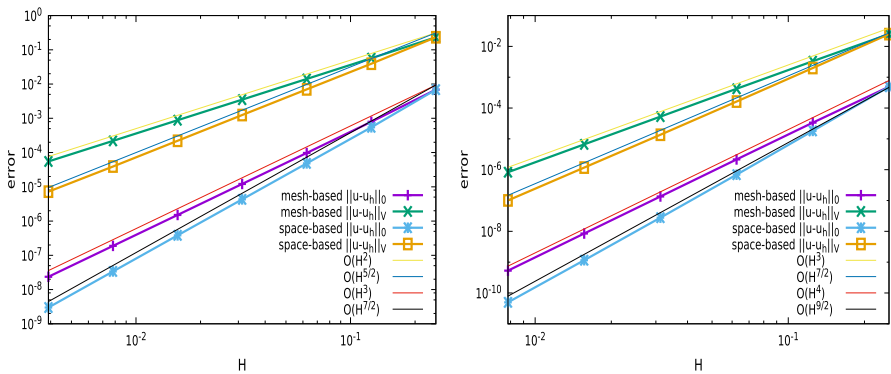 10^0
10^-1
10^-2
10^-3
10^-4
10^-5
10^-6
10^-7
10^-8
10^-9
error
10^-2
10^-1
H
mesh-based ||u-u_h||_0
mesh-based ||u-u_h||_V
space-based ||u-u_h||_0
space-based ||u-u_h||_V
O(H^2)
O(H^5/2)
O(H^3)
O(H^7/2)
10^-2
10^-4
10^-6
10^-8
10^-10
error
10^-2
10^-1
H
mesh-based ||u-u_h||_0
mesh-based ||u-u_h||_V
space-based ||u-u_h||_0
space-based ||u-u_h||_V
O(H^3)
O(H^7/2)
O(H^4)
O(H^9/2)